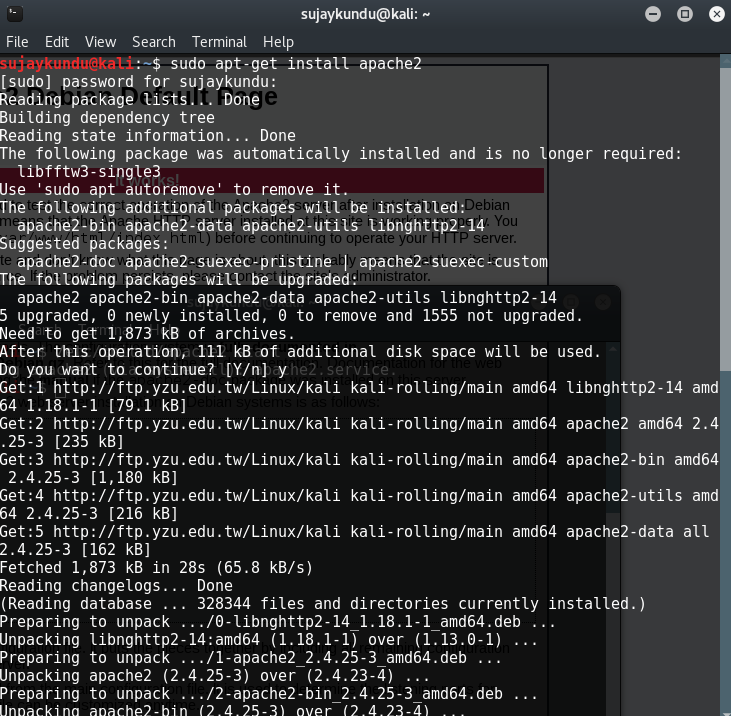 sujaykundu@kali: ~
File Edit View Search Terminal Help
sujaykundu@kali:~$ sudo apt-get install apache2
[sudo] password for sujaykundu:
Debian Default Page
Reading package lists... Done
Building dependency tree
Reading state information... Done
The following package was automatically installed and is no longer required:
  libfftw3-single3
It works!
Use 'sudo apt autoremove' to remove it.
The following additional packages will be installed:
  apache2-bin apache2-data apache2-utils libnghttp2-14
Suggested packages:
  apache2-doc apache2-suexec-pristine | apache2-suexec-custom
The following packages will be upgraded:
  apache2 apache2-bin apache2-data apache2-utils libnghttp2-14
5 upgraded, 0 newly installed, 0 to remove and 1555 not upgraded.
Need to get 1,873 kB of archives.
After this operation, 111 kB of additional disk space will be used.
Do you want to continue? [Y/n] y
Get:1 http://ftp.yzu.edu.tw/Linux/kali kali-rolling/main amd64 libnghttp2-14 amd
64 1.18.1-1 [79.1 kB]
Get:2 http://ftp.yzu.edu.tw/Linux/kali kali-rolling/main amd64 apache2 amd64 2.4
.25-3 [235 kB]
Get:3 http://ftp.yzu.edu.tw/Linux/kali kali-rolling/main amd64 apache2-bin amd64
 2.4.25-3 [1,180 kB]
Get:4 http://ftp.yzu.edu.tw/Linux/kali kali-rolling/main amd64 apache2-utils amd
64 2.4.25-3 [216 kB]
Get:5 http://ftp.yzu.edu.tw/Linux/kali kali-rolling/main amd64 apache2-data all
2.4.25-3 [162 kB]
Fetched 1,873 kB in 28s (65.8 kB/s)
Reading changelogs... Done
(Reading database ... 328344 files and directories currently installed.)
Preparing to unpack .../0-libnghttp2-14_1.18.1-1_amd64.deb ...
Unpacking libnghttp2-14:amd64 (1.18.1-1) over (1.13.0-1) ...
Preparing to unpack .../1-apache2_2.4.25-3_amd64.deb ...
Unpacking apache2 (2.4.25-3) over (2.4.23-4) ...
Preparing to unpack .../2-apache2-bin_2.4.25-3_amd64.deb ...
Unpacking apache2-bin (2.4.25-3) over (2.4.23-4) ...